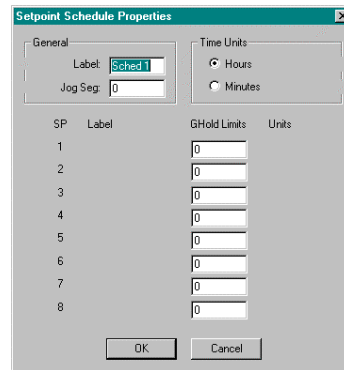 Setpoint Schedule Properties
General
Label: Sched 1
Jog Seg: 0
Time Units
Hours
Minutes
SP Label GHold Limits Units
1 0
2 0
3 0
4 0
5 0
6 0
7 0
8 0
OK Cancel